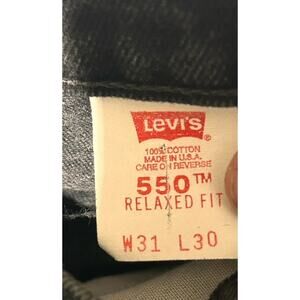 Levi's ®
100% COTTON
MADE IN U.S.A.
CARE ON REVERSE
550™
RELAXED FIT
W31 L30